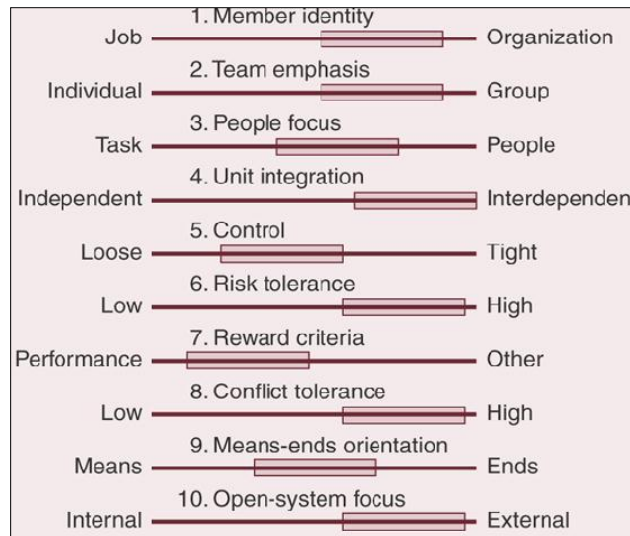 1. Member identity
Job Organization
2. Team emphasis
Individual Group
3. People focus
Task People
4. Unit integration
Independent Interdependen
5. Control
Loose Tight
6. Risk tolerance
Low High
7. Reward criteria
Performance Other
8. Conflict tolerance
Low High
9. Means-ends orientation
Means Ends
10. Open-system focus
Internal External